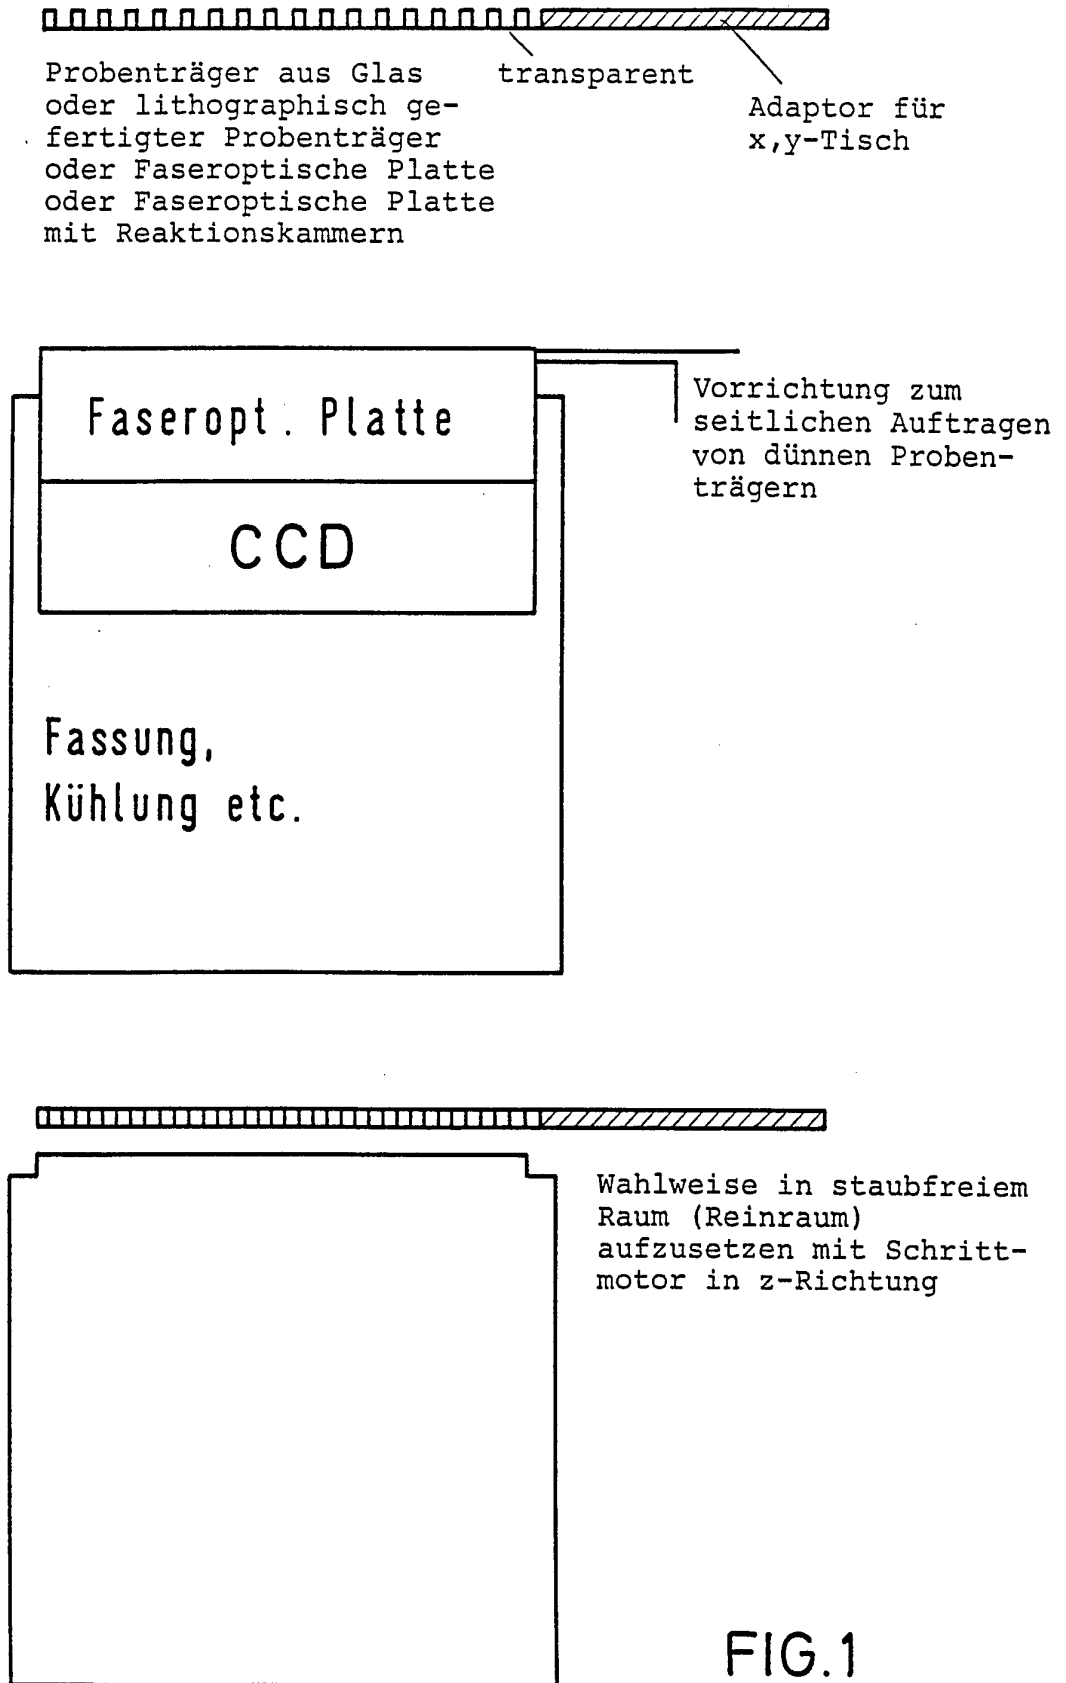 Probenträger aus Glas
oder lithographisch ge-
fertigter Probenträger
oder Faseroptische Platte
oder Faseroptische Platte
mit Reaktionskammern
transparent
Adaptor für
x,y-Tisch
Faseropt. Platte
CCD
Fassung,
Kühlung etc.
Vorrichtung zum
seitlichen Auftragen
von dünnen Proben-
trägern
Wahlweise in staubfreiem
Raum (Reinraum)
aufzusetzen mit Schritt-
motor in z-Richtung
FIG.1